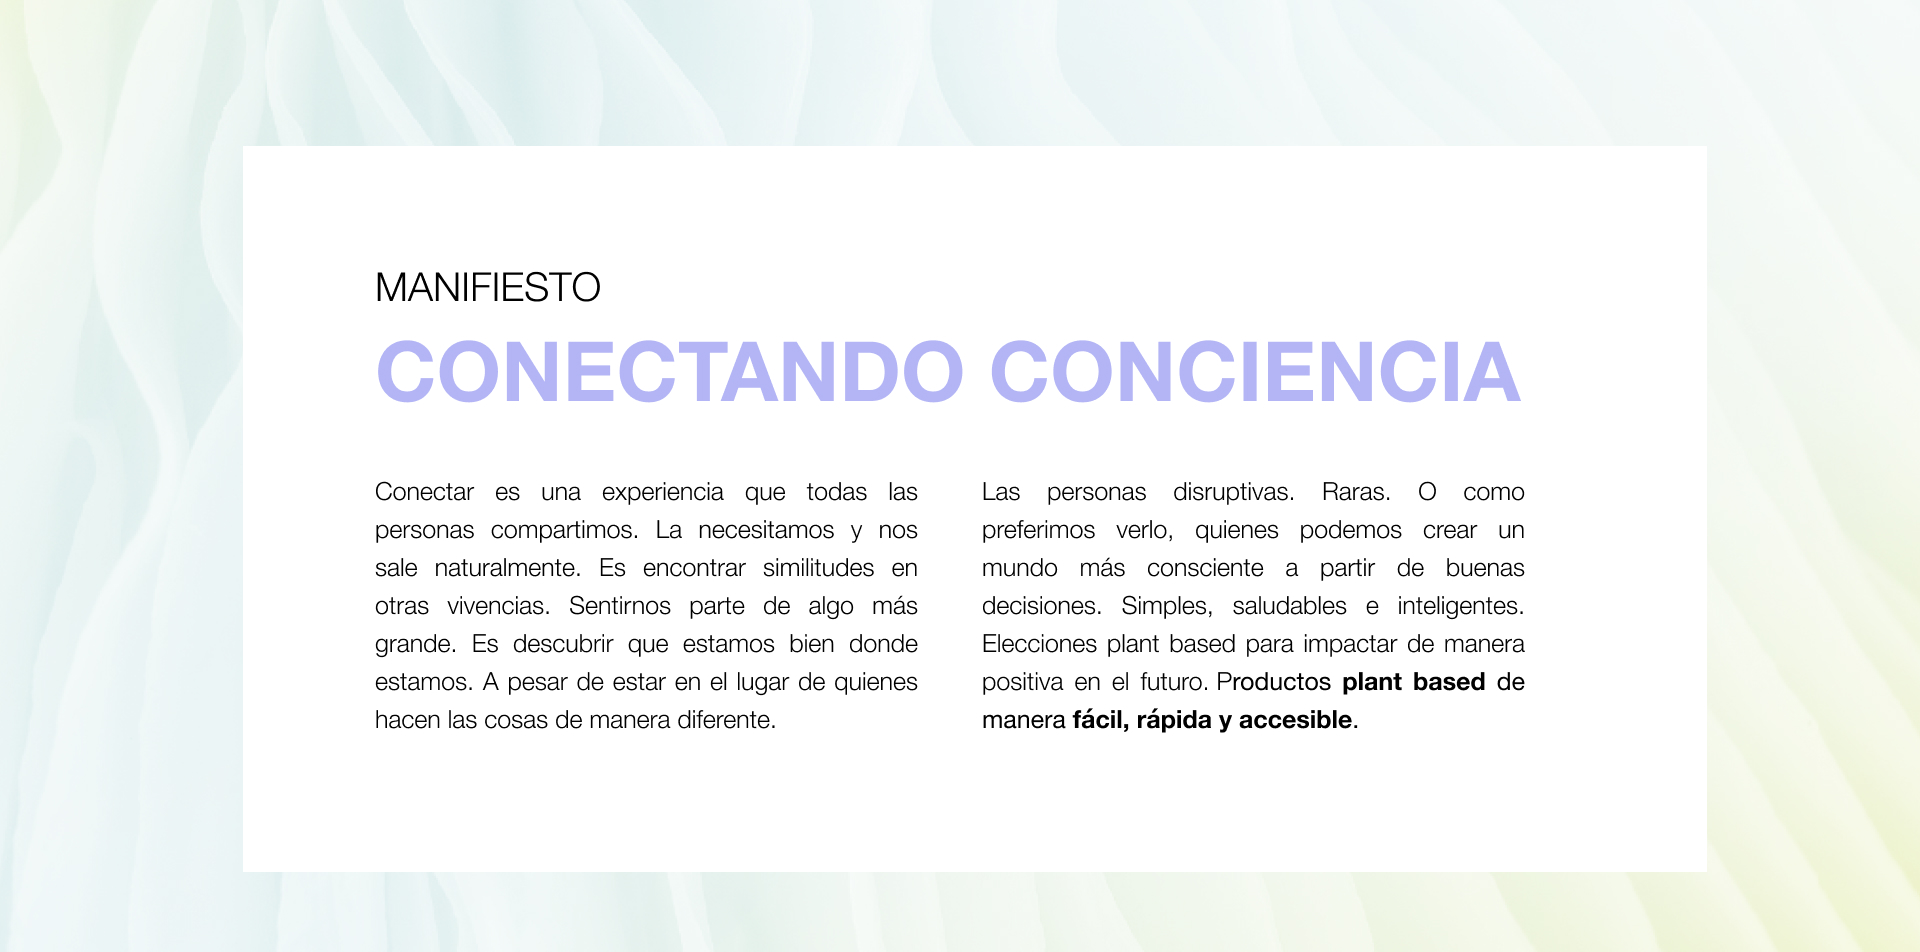 MANIFIESTO
CONECTANDO CONCIENCIA
Conectar es una experiencia que todas las
personas compartimos. La necesitamos y nos
sale naturalmente. Es encontrar similitudes en
otras vivencias. Sentirnos parte de algo más
grande. Es descubrir que estamos bien donde
estamos. A pesar de estar en el lugar de quienes
hacen las cosas de manera diferente.
Las personas disruptivas. Raras. O como
preferimos verlo, quienes podemos crear un
mundo más consciente a partir de buenas
decisiones. Simples, saludables e inteligentes.
Elecciones plant based para impactar de manera
positiva en el futuro. Productos plant based de
manera fácil, rápida y accesible.